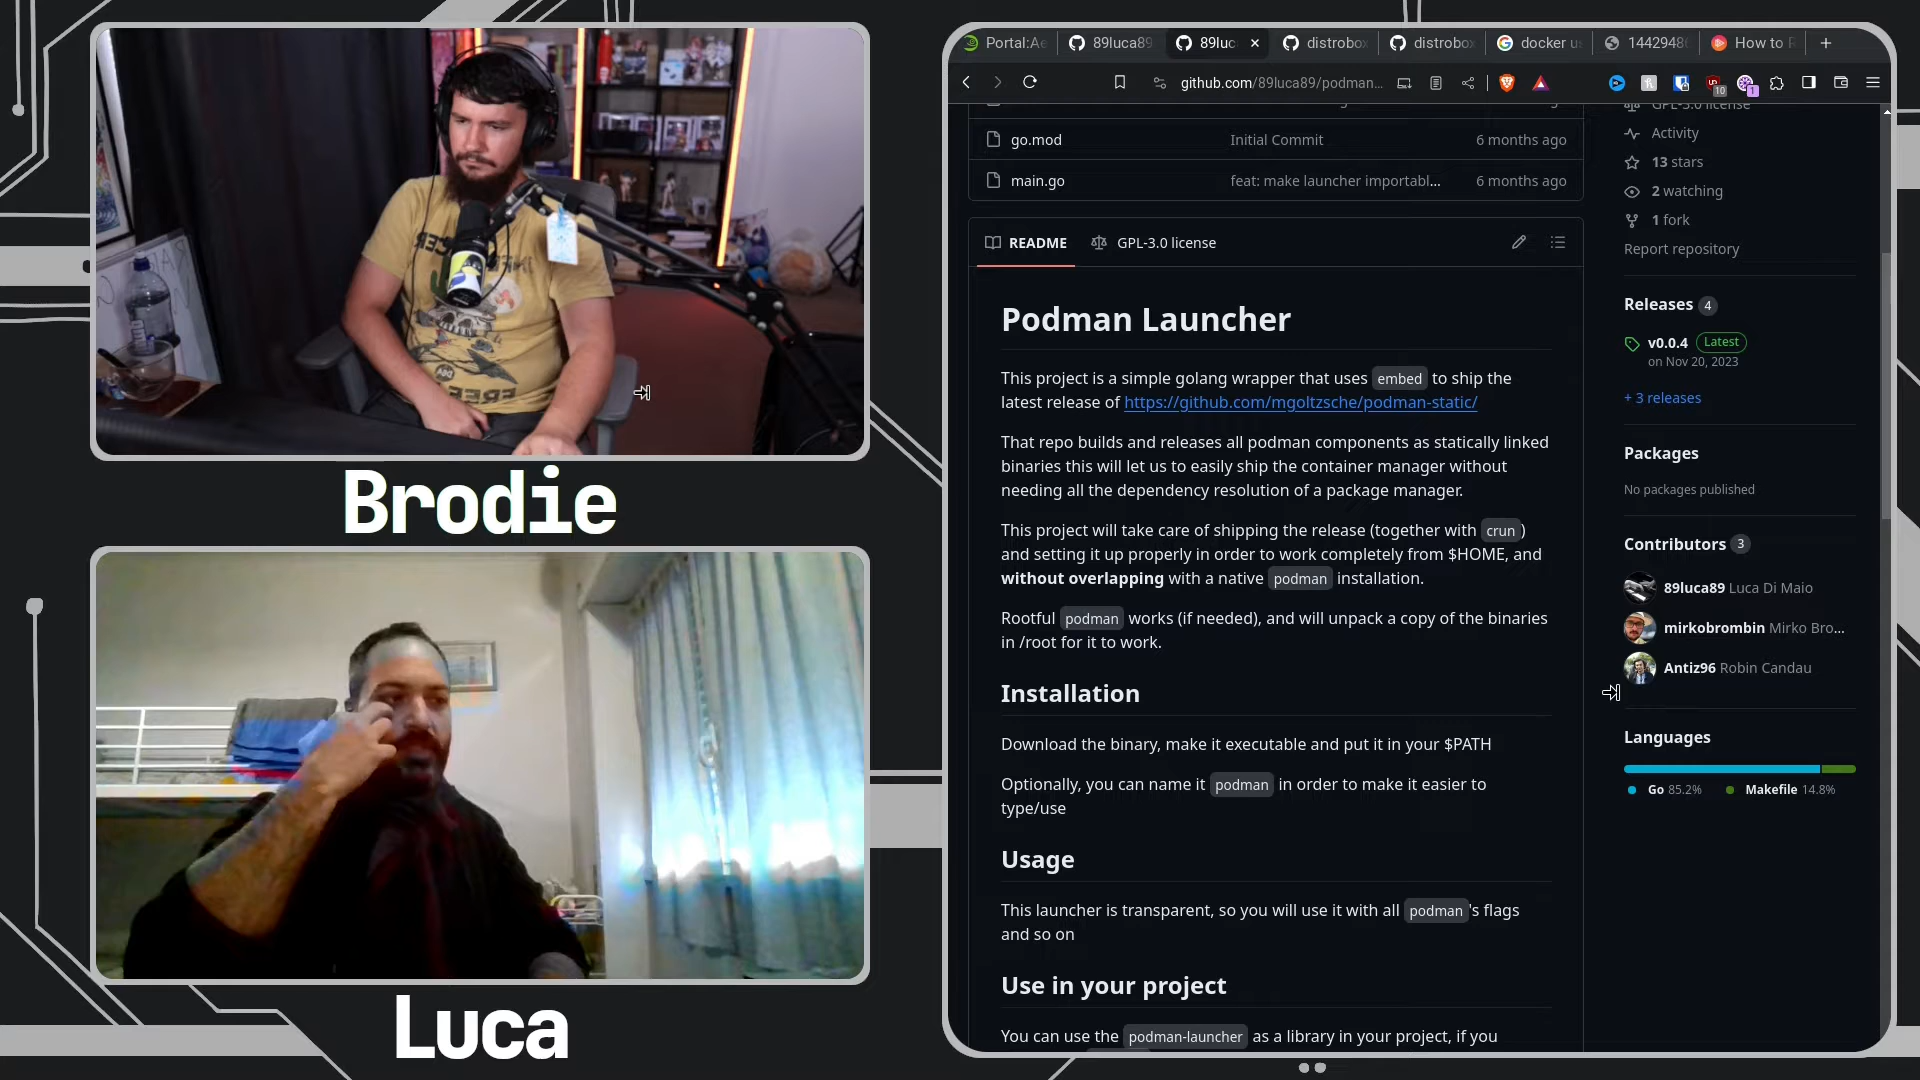 Brodie
Luca
Portal:Ae
89luca89
89luc
distrobo
distrobo
docker u
1442948
How to R
github.com/89luca89/podman...
10
1
go.mod Initial Commit 6 months ago
main.go feat: make launcher importabl... 6 months ago
README GPL-3.0 license
Podman Launcher
This project is a simple golang wrapper that uses embed to ship the
latest release of https://github.com/mgoltzsche/podman-static/
That repo builds and releases all podman components as statically linked
binaries this will let us to easily ship the container manager without
needing all the dependency resolution of a package manager.
This project will take care of shipping the release (together with crun )
and setting it up properly in order to work completely from $HOME, and
without overlapping with a native podman installation.
Rootful podman works (if needed), and will unpack a copy of the binaries
in /root for it to work.
Installation
Download the binary, make it executable and put it in your $PATH
Optionally, you can name it podman in order to make it easier to
type/use
Usage
This launcher is transparent, so you will use it with all podman 's flags
and so on
Use in your project
You can use the podman-launcher as a library in your project, if you
GPL-3.0 license
Activity
13 stars
2 watching
1 fork
Report repository
Releases 4
v0.0.4 Latest
on Nov 20, 2023
+ 3 releases
Packages
No packages published
Contributors 3
89luca89 Luca Di Maio
mirkobrombin Mirko Bro...
Antiz96 Robin Candau
Languages
Go 85.2% Makefile 14.8%